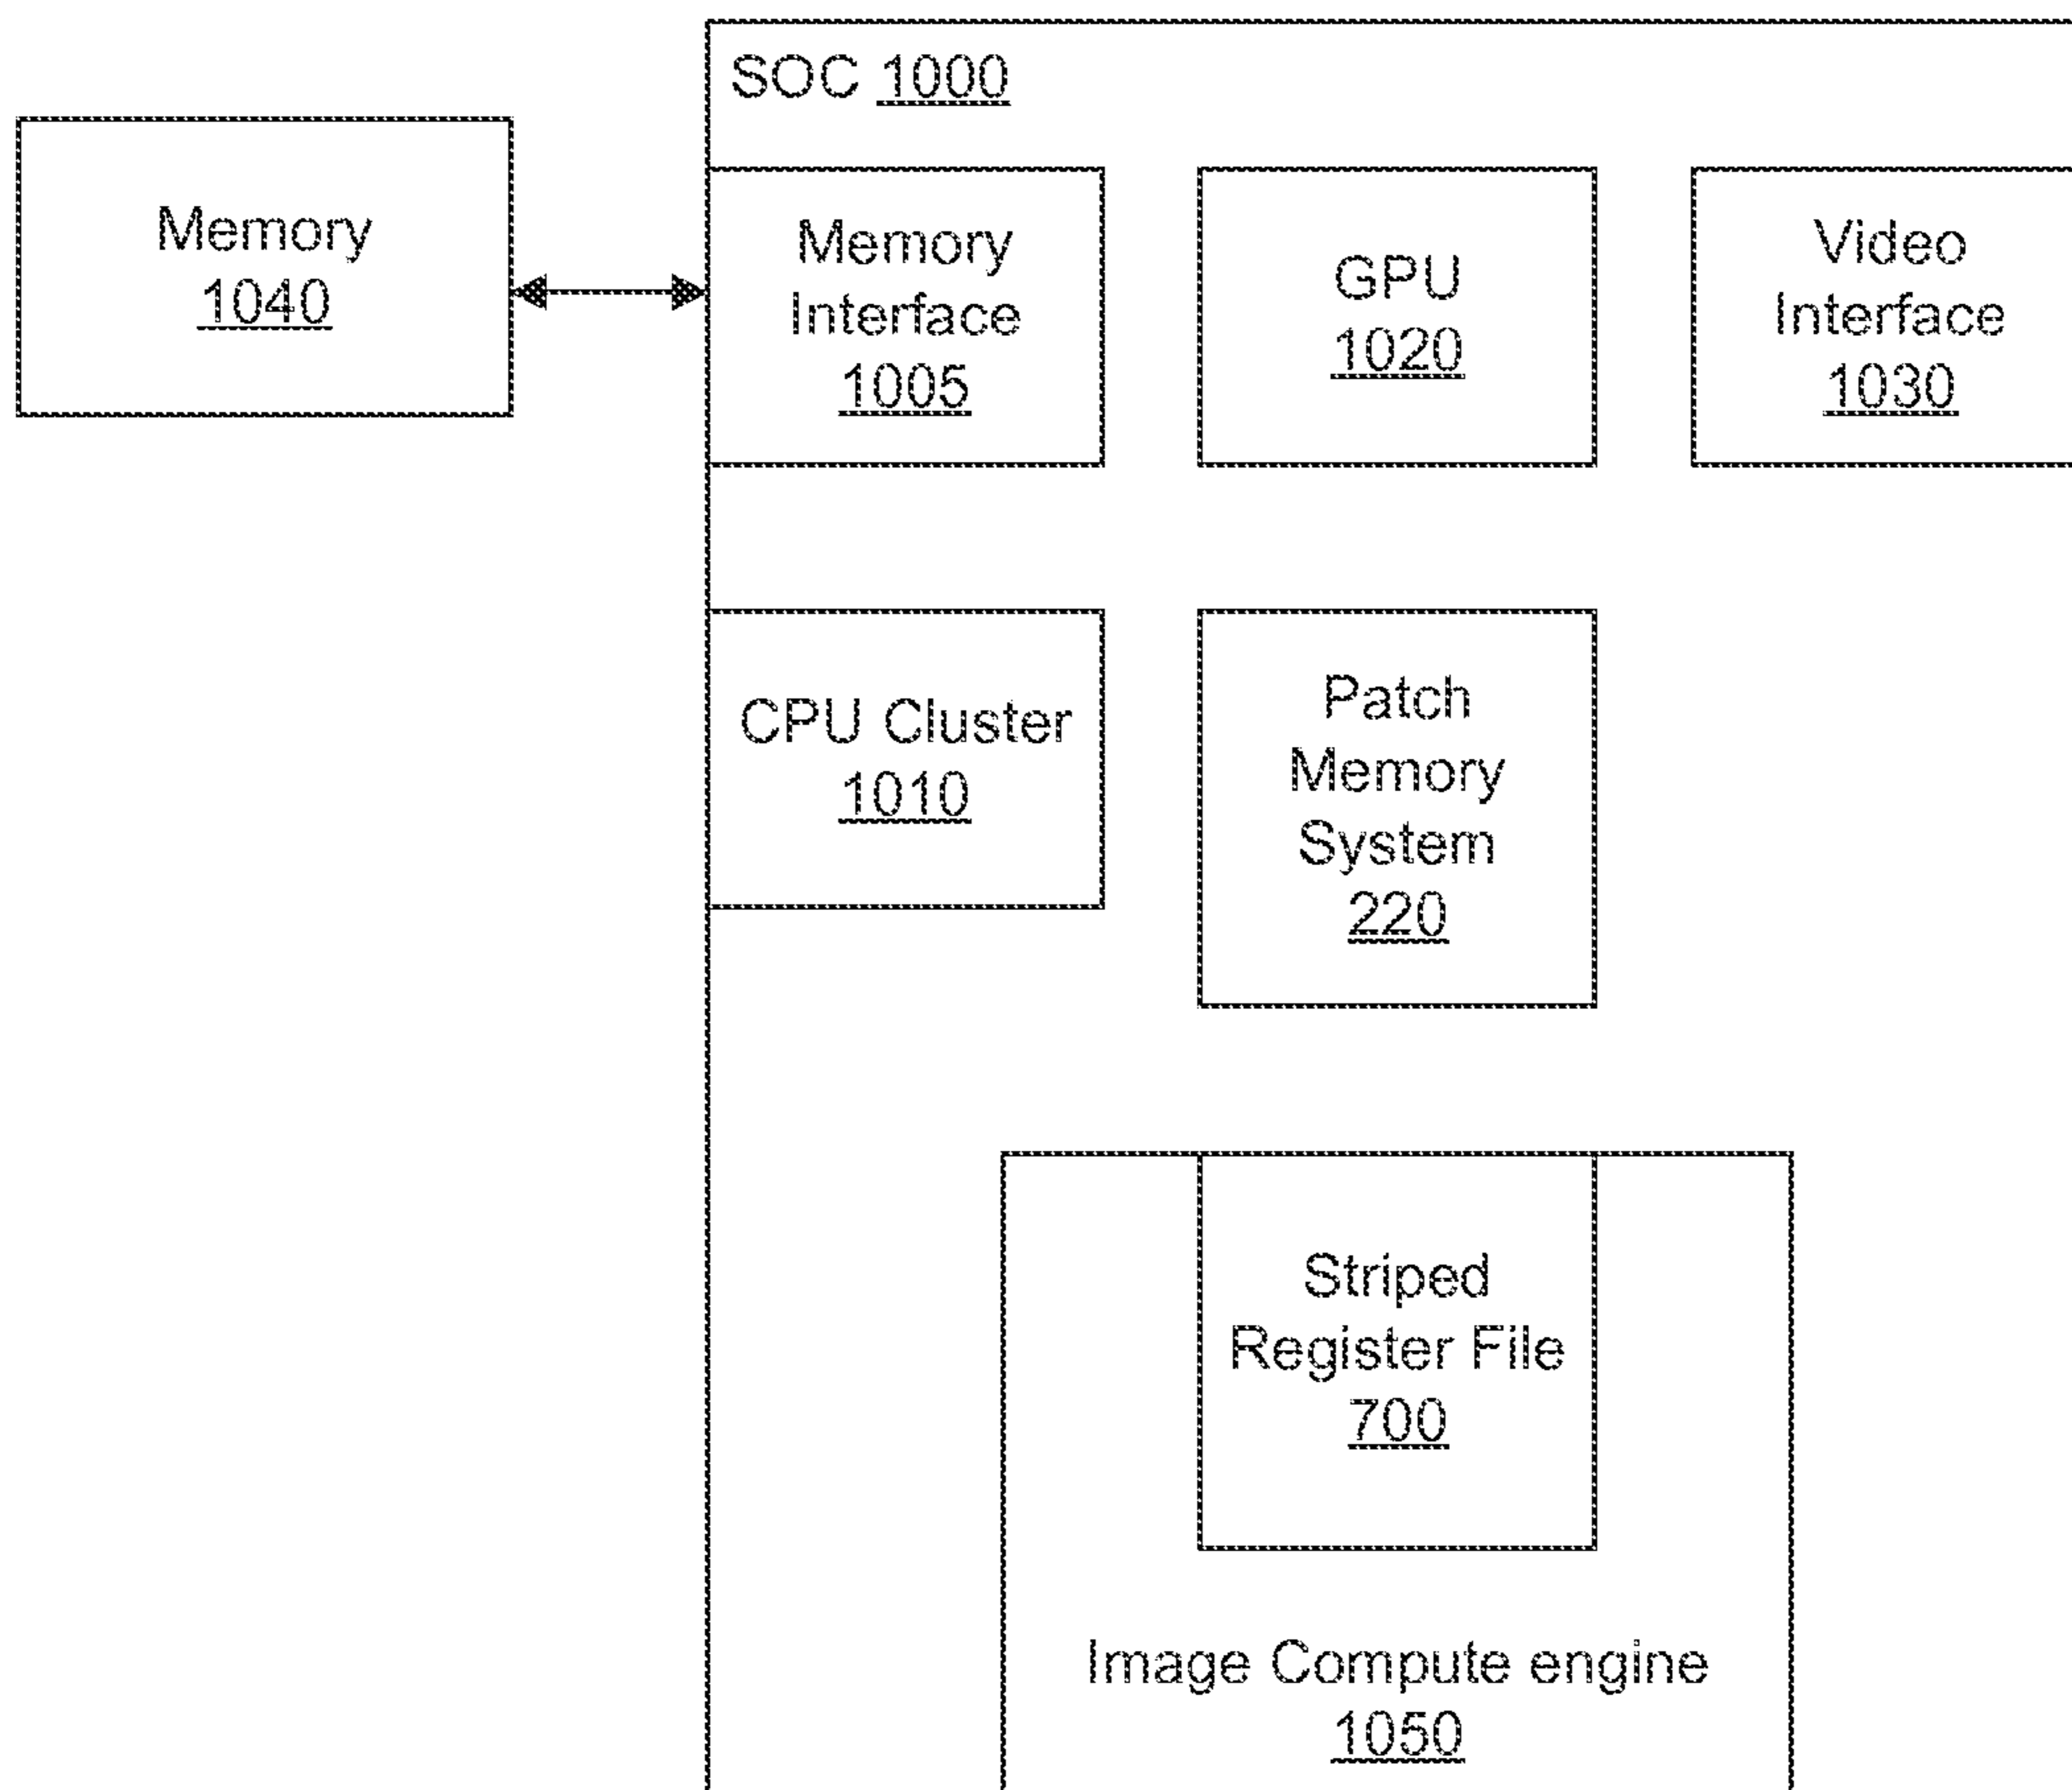 SOC 1000
Memory
1040
Memory
Interface
1005
GPU
1020
Video
Interface
1030
CPU Cluster
1010
Patch
Memory
System
220
Striped
Register File
700
Image Compute engine
1050